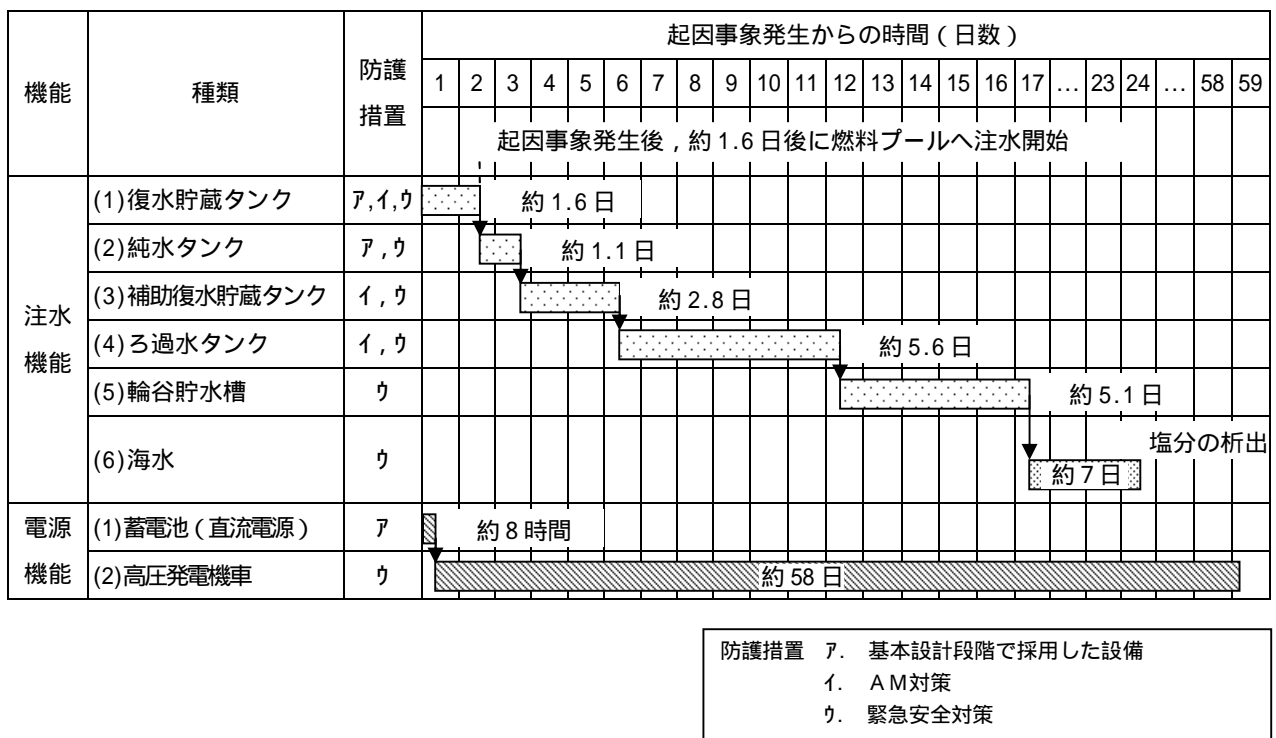 起因事象発生からの時間(日数)
機能 種類 防護措置
1 2 3 4 5 6 7 8 9 10 11 12 13 14 15 16 17 … 23 24 … 58 59
起因事象発生後,約1.6日後に燃料プールへ注水開始
注水機能
(1)復水貯蔵タンク ア,イ,ウ 約1.6日
(2)純水タンク ア,ウ 約1.1日
(3)補助復水貯蔵タンク イ,ウ 約2.8日
(4)ろ過水タンク イ,ウ 約5.6日
(5)輪谷貯水槽 ウ 約5.1日
塩分の析出
(6)海水 ウ 約7日
電源機能
(1)蓄電池(直流電源) ア 約8時間
(2)高圧発電機車 ウ 約58日
防護措置 ア. 基本設計段階で採用した設備
イ. AM対策
ウ. 緊急安全対策